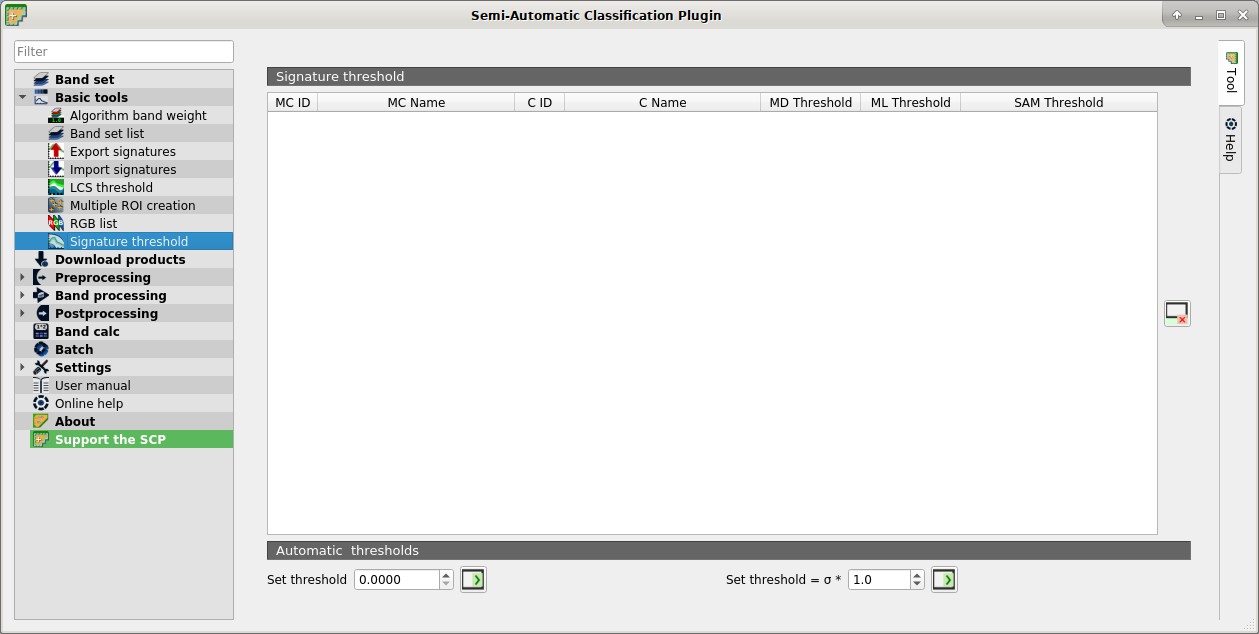 Semi-Automatic Classification Plugin
Filter
Band set
Basic tools
Algorithm band weight
Band set list
Export signatures
Import signatures
LCS threshold
Multiple ROI creation
RGB list
Signature threshold
Download products
Preprocessing
Band processing
Postprocessing
Band calc
Batch
Settings
User manual
Online help
About
Support the SCP
Signature threshold
MC ID MC Name C ID C Name MD Threshold ML Threshold SAM Threshold
Automatic thresholds
Set threshold 0.0000 Set threshold = σ * 1.0
Tool
Help